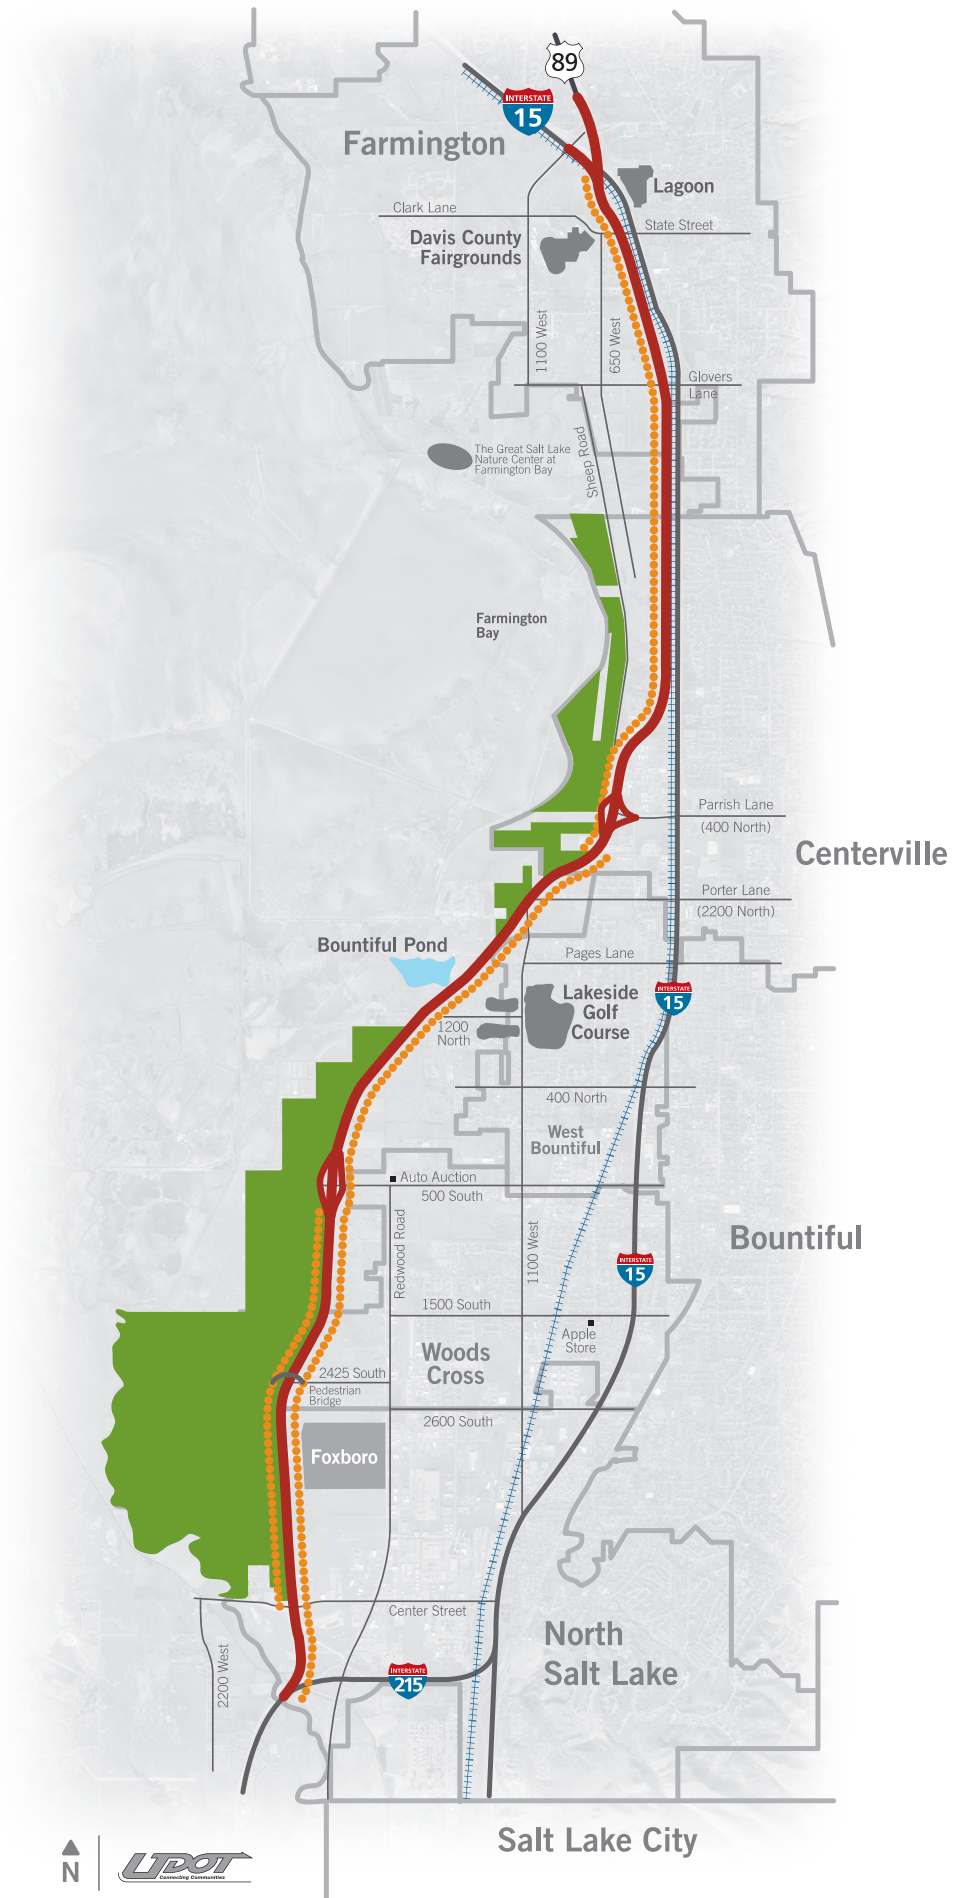 89
INTERSTATE
15
Farmington
Lagoon
Clark Lane
State Street
Davis County
Fairgrounds
1100 West
650 West
Glovers
Lane
Sheep Road
The Great Salt Lake
Nature Center at
Farmington Bay
Farmington
Bay
Parrish Lane
(400 North)
Centerville
Porter Lane
(2200 North)
Bountiful Pond
Pages Lane
Lakeside
Golf
Course
INTERSTATE
15
1200
North
400 North
West
Bountiful
Auto Auction
500 South
Redwood Road
1100 West
Bountiful
INTERSTATE
15
1500 South
Apple
Store
Woods
Cross
2425 South
Pedestrian
Bridge
2600 South
Foxboro
Center Street
North
Salt Lake
2200 West
INTERSTATE
215
Salt Lake City
N
UDOT
Connecting Communities